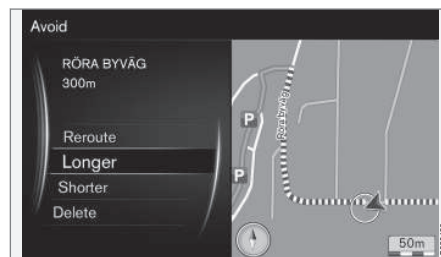 Avoid
RÖRA BYVÄG
300m
Reroute
Longer
Shorter
Delete
P
Röra byväg
P
50m